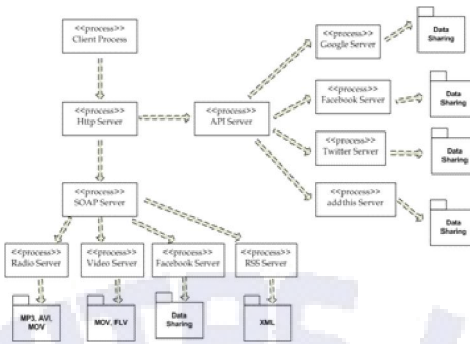 <<process>>
Client Process
<<process>>
Http Server
<<process>>
API Server
<<process>>
Google Server
Data
Sharing
<<process>>
Facebook Server
Data
Sharing
<<process>>
Twitter Server
Data
Sharing
<<process>>
addthis Server
Data
Sharing
<<process>>
SOAP Server
<<process>>
Radio Server
<<process>>
Video Server
<<process>>
Facebook Server
<<process>>
RSS Server
MP3, AVI,
MOV
MOV, IFLV
Data
Sharing
XML